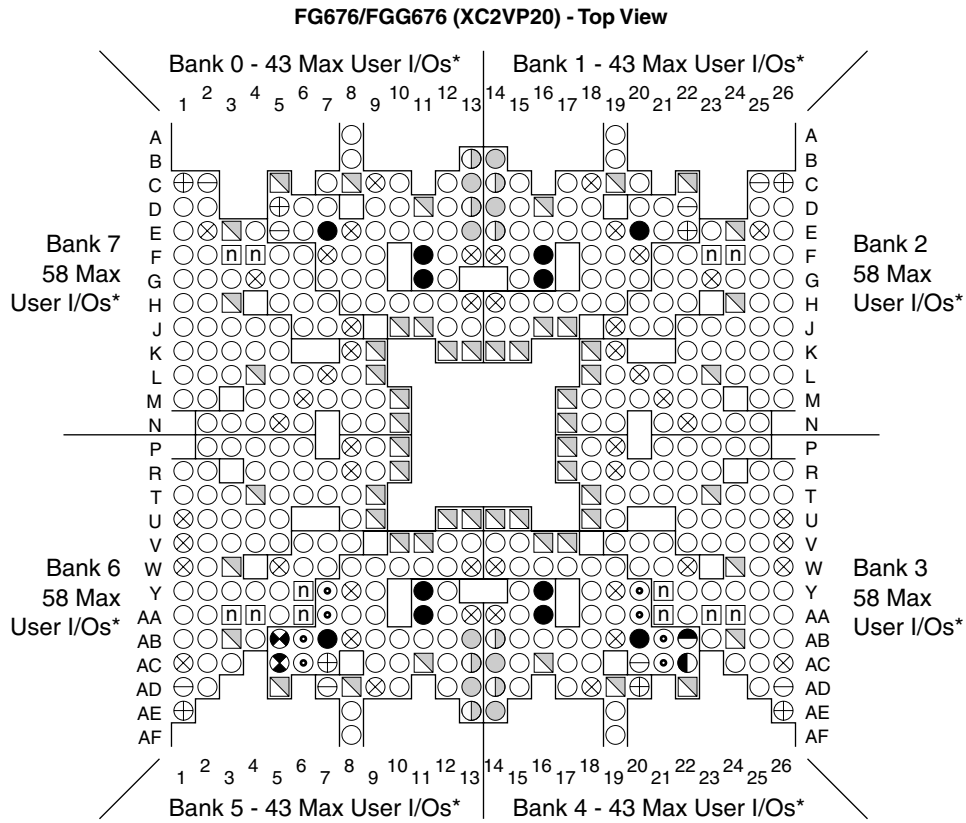 FG676/FGG676 (XC2VP20) - Top View
Bank 0 - 43 Max User I/Os*
Bank 1 - 43 Max User I/Os*
1 2 3 4 5 6 7 8 9 10 11 12 13 14 15 16 17 18 19 20 21 22 23 24 25 26
A A
B B
C C
D D
E E
F n n n n F
G G
H H
J J
K K
L L
M M
N N
P P
R R
T T
U U
V V
W W
Y n n Y
AA n n n n n n AA
AB AB
AC AC
AD AD
AE AE
AF AF
Bank 7
58 Max
User I/Os*
Bank 2
58 Max
User I/Os*
Bank 6
58 Max
User I/Os*
Bank 3
58 Max
User I/Os*
1 2 3 4 5 6 7 8 9 10 11 12 13 14 15 16 17 18 19 20 21 22 23 24 25 26
Bank 5 - 43 Max User I/Os*
Bank 4 - 43 Max User I/Os*